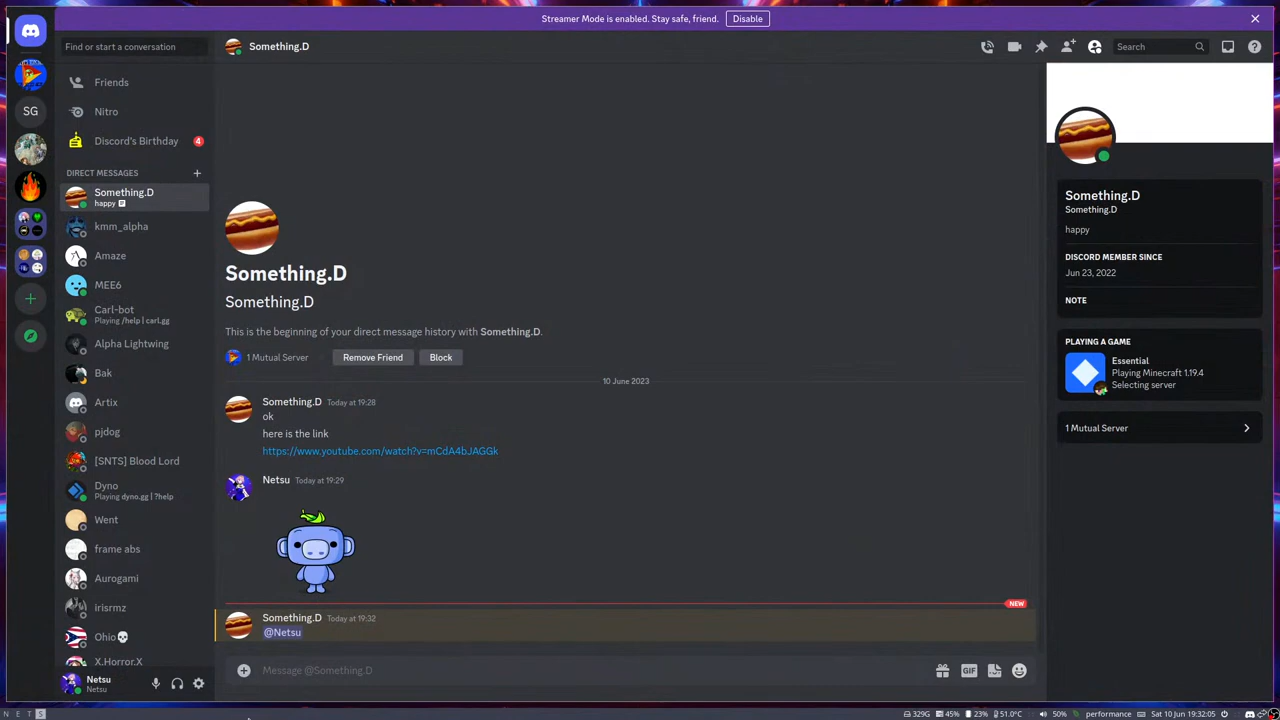 Streamer Mode is enabled. Stay safe, friend.
Disable
Find or start a conversation
Something.D
Search
Friends
Nitro
Discord's Birthday
4
DIRECT MESSAGES
Something.D
happy
kmm_alpha
Amaze
MEE6
Carl-bot
Playing /help | carl.gg
Alpha Lightwing
Bak
Artix
pjdog
[SNTS] Blood Lord
Dyno
Playing dyno.gg | ?help
Went
frame abs
Aurogami
irisrmz
Ohio💀
X.Horror.X
Netsu
Netsu
SG
Something.D
Something.D
This is the beginning of your direct message history with Something.D.
1 Mutual Server
Remove Friend
Block
10 June 2023
Something.D Today at 19:28
ok
here is the link
https://www.youtube.com/watch?v=mCdA4bJAGGk
Netsu Today at 19:29
NEW
Something.D Today at 19:32
@Netsu
Message @Something.D
GIF
Something.D
Something.D
happy
DISCORD MEMBER SINCE
Jun 23, 2022
NOTE
PLAYING A GAME
Essential
Playing Minecraft 1.19.4
Selecting server
1 Mutual Server
N E T S
329G 45% 23% 51.0°C 50% performance Sat 10 Jun 19:32:05